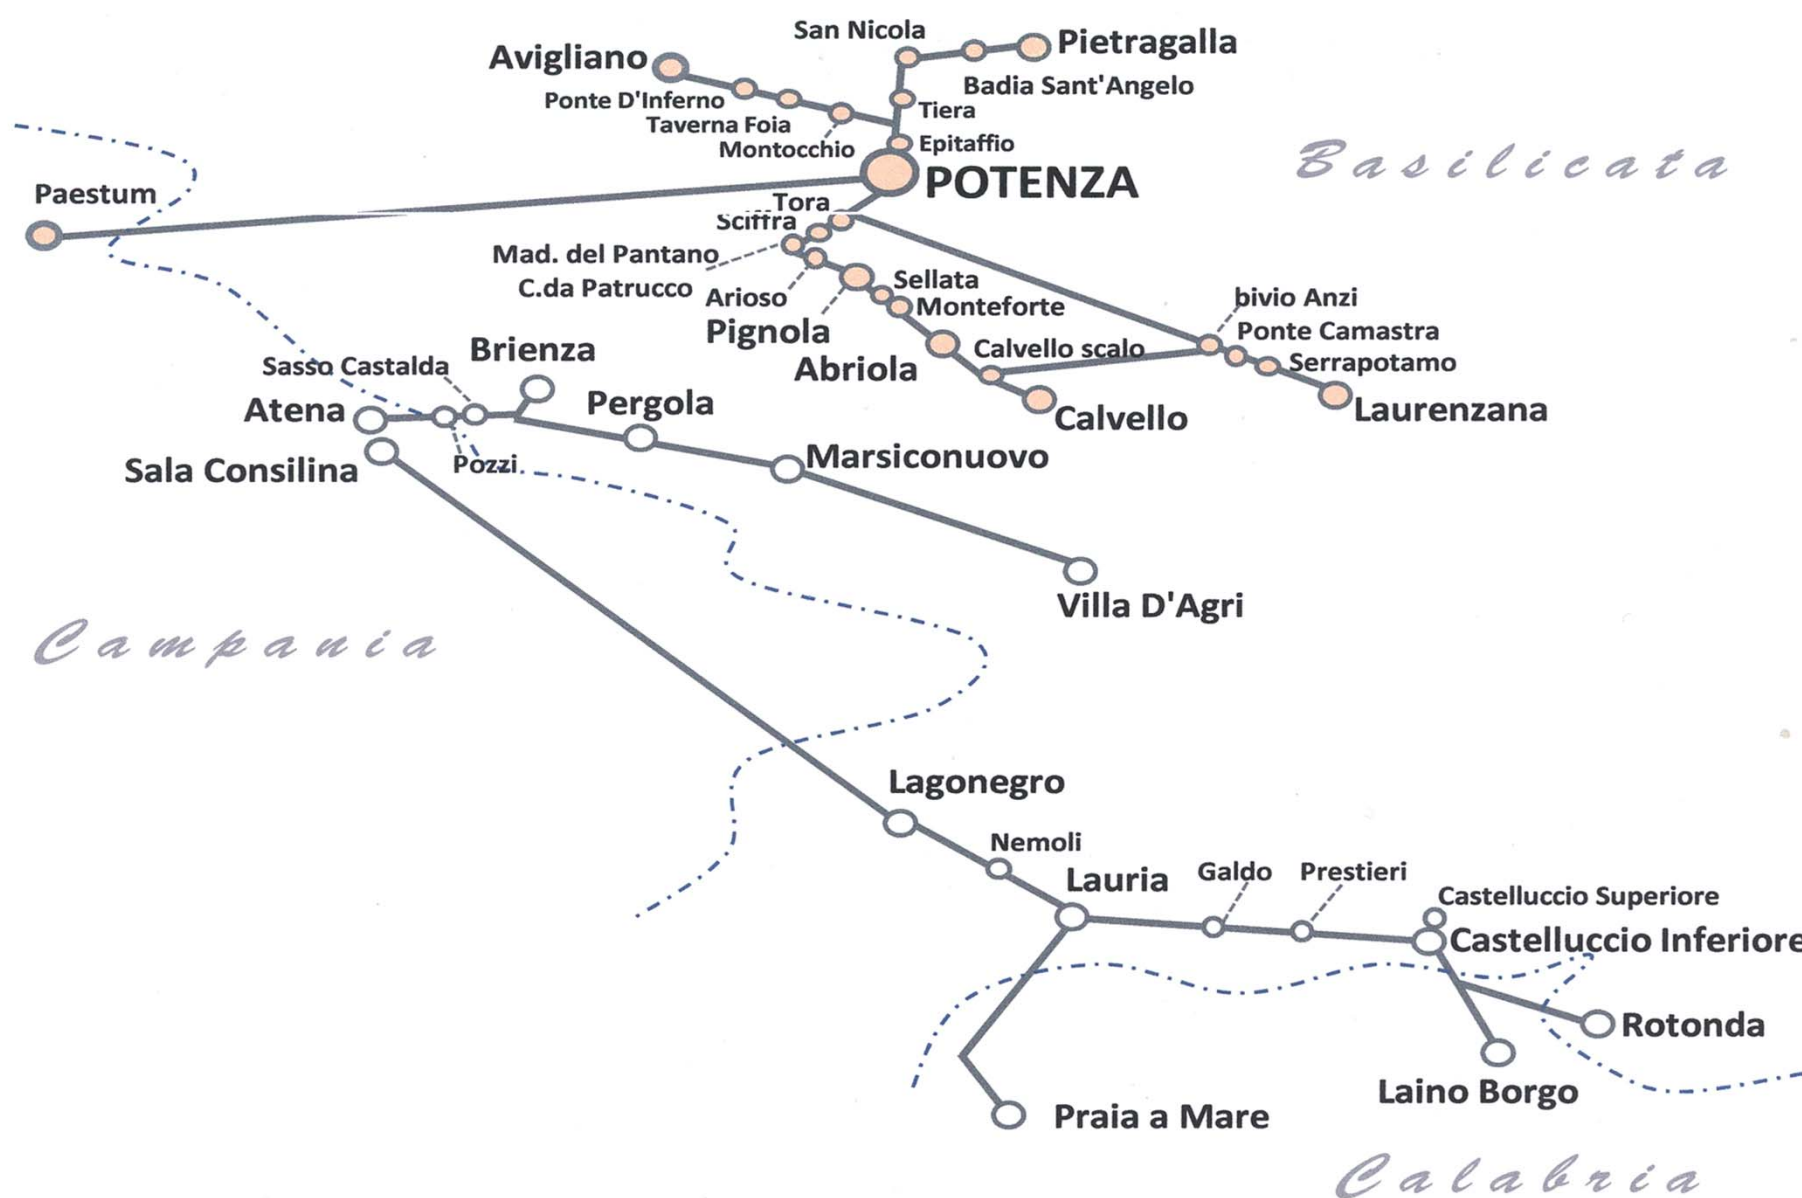 San Nicola
Pietragalla
Avigliano
Badia Sant'Angelo
Ponte D'Inferno
Tiera
Taverna Foia
Montocchio
Epitaffio
Basilicata
POTENZA
Paestum
Tora
Sciffra
Mad. del Pantano
C.da Patrucco
Arioso
Sellata
Monteforte
Pignola
bivio Anzi
Ponte Camastra
Calvello scalo
Serrapotamo
Abriola
Laurenzana
Calvello
Brienza
Sasso Castalda
Atena
Pergola
Sala Consilina
Pozzi
Marsiconuovo
Villa D'Agri
Campania
Lagonegro
Nemoli
Lauria
Galdo
Prestieri
Castelluccio Superiore
Castelluccio Inferiore
Rotonda
Laino Borgo
Praia a Mare
Calabria